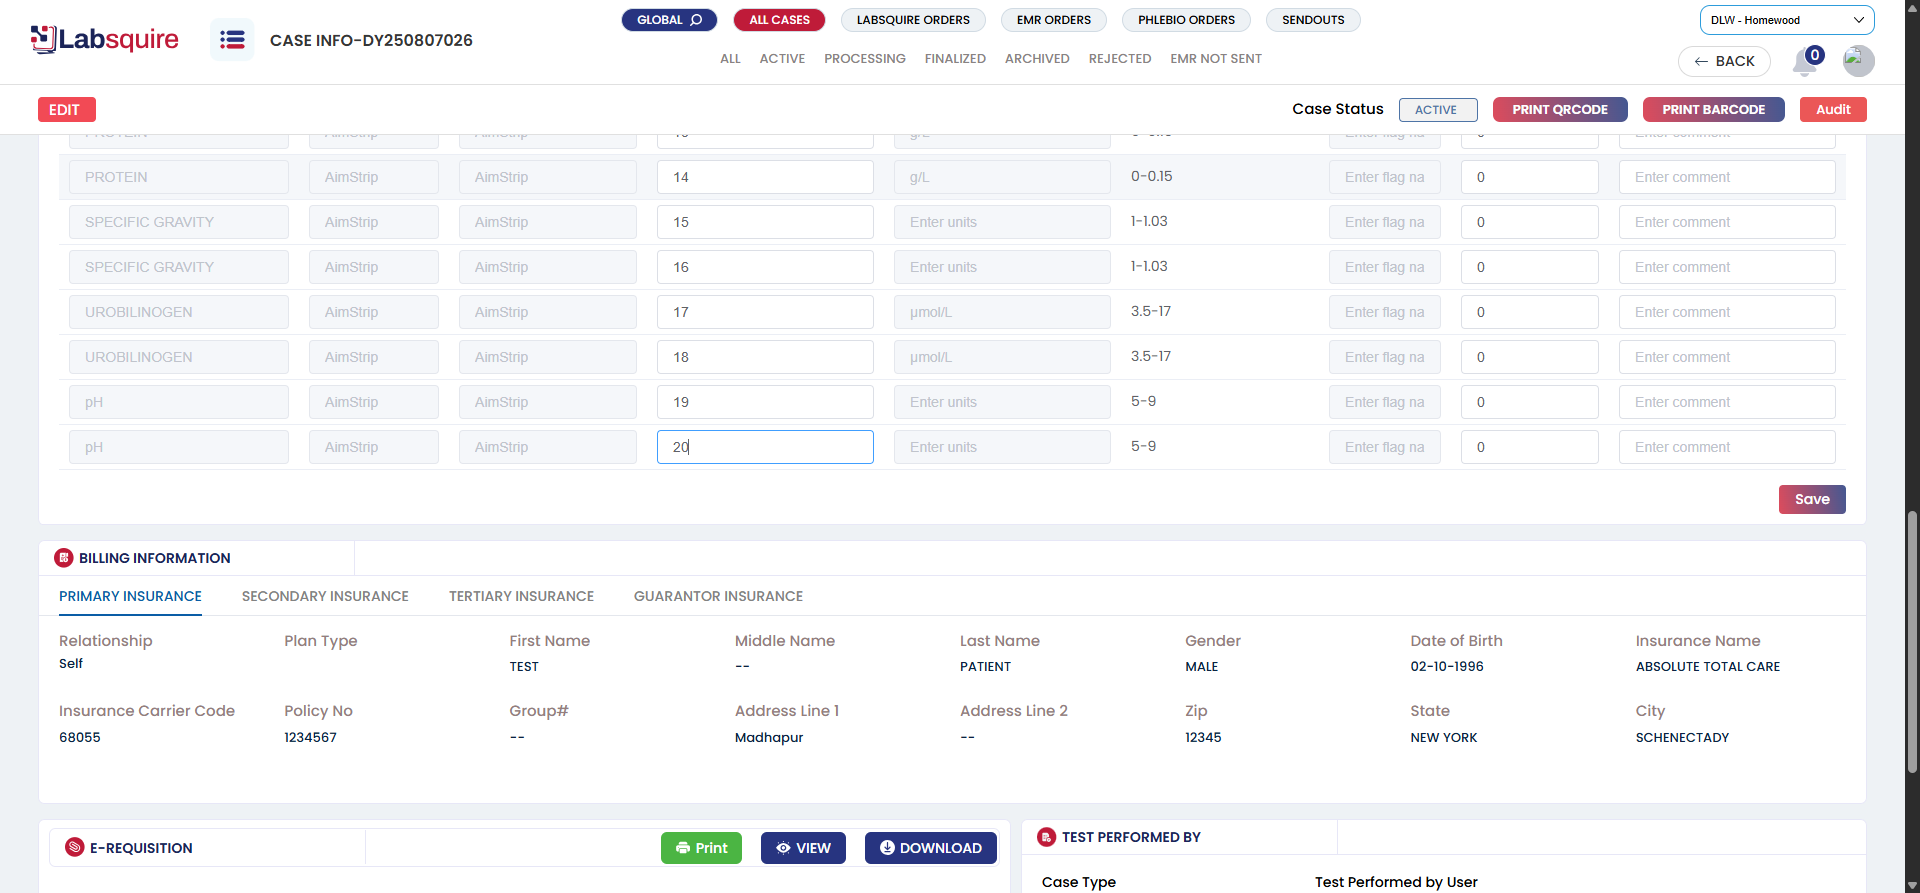 Labsquire
CASE INFO-DY250807026
GLOBAL
ALL CASES
LABSQUIRE ORDERS
EMR ORDERS
PHLEBIO ORDERS
SENDOUTS
ALL
ACTIVE
PROCESSING
FINALIZED
ARCHIVED
REJECTED
EMR NOT SENT
DLW - Homewood
BACK
0
EDIT
Case Status
ACTIVE
PRINT QRCODE
PRINT BARCODE
Audit
PROTEIN AimStrip AimStrip 14 g/L 0-0.15 Enter flag na 0 Enter comment
SPECIFIC GRAVITY AimStrip AimStrip 15 Enter units 1-1.03 Enter flag na 0 Enter comment
SPECIFIC GRAVITY AimStrip AimStrip 16 Enter units 1-1.03 Enter flag na 0 Enter comment
UROBILINOGEN AimStrip AimStrip 17 µmol/L 3.5-17 Enter flag na 0 Enter comment
UROBILINOGEN AimStrip AimStrip 18 µmol/L 3.5-17 Enter flag na 0 Enter comment
pH AimStrip AimStrip 19 Enter units 5-9 Enter flag na 0 Enter comment
pH AimStrip AimStrip 20 Enter units 5-9 Enter flag na 0 Enter comment
Save
BILLING INFORMATION
PRIMARY INSURANCE SECONDARY INSURANCE TERTIARY INSURANCE GUARANTOR INSURANCE
Relationship Plan Type First Name Middle Name Last Name Gender Date of Birth Insurance Name
Self TEST -- PATIENT MALE 02-10-1996 ABSOLUTE TOTAL CARE
Insurance Carrier Code Policy No Group# Address Line 1 Address Line 2 Zip State City
68055 1234567 -- Madhapur -- 12345 NEW YORK SCHENECTADY
E-REQUISITION
Print
VIEW
DOWNLOAD
TEST PERFORMED BY
Case Type Test Performed by User